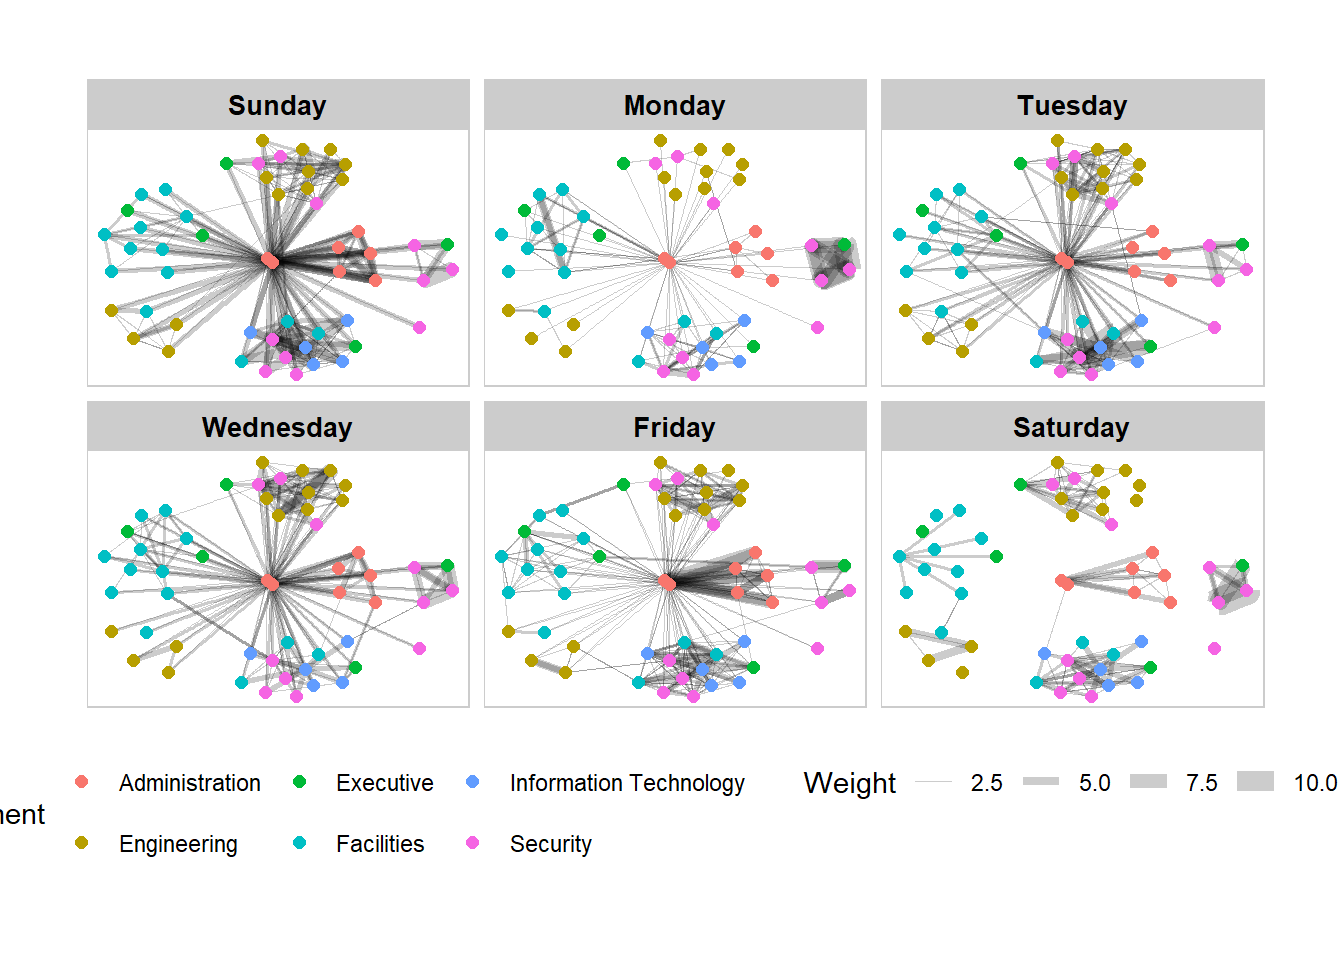 Sunday
Monday
Tuesday
Wednesday
Friday
Saturday
Administration
Executive
Information Technology
Weight
2.5
5.0
7.5
10.0
Engineering
Facilities
Security